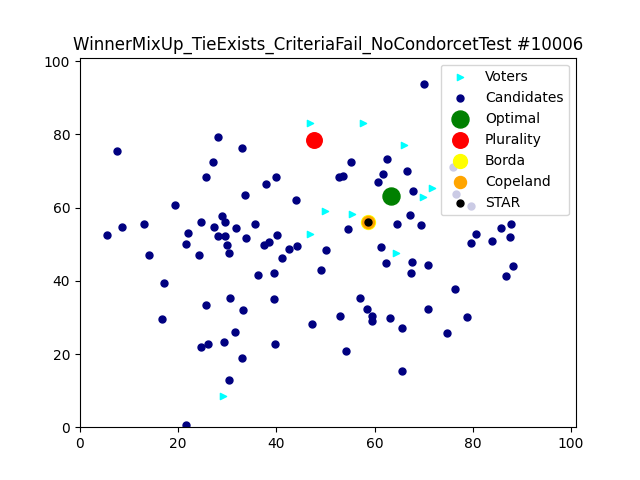 WinnerMixUp_TieExists_CriteriaFail_NoCondorcetTest #10006
100
80
60
40
20
0
0 20 40 60 80 100
Voters
Candidates
Optimal
Plurality
Borda
Copeland
STAR